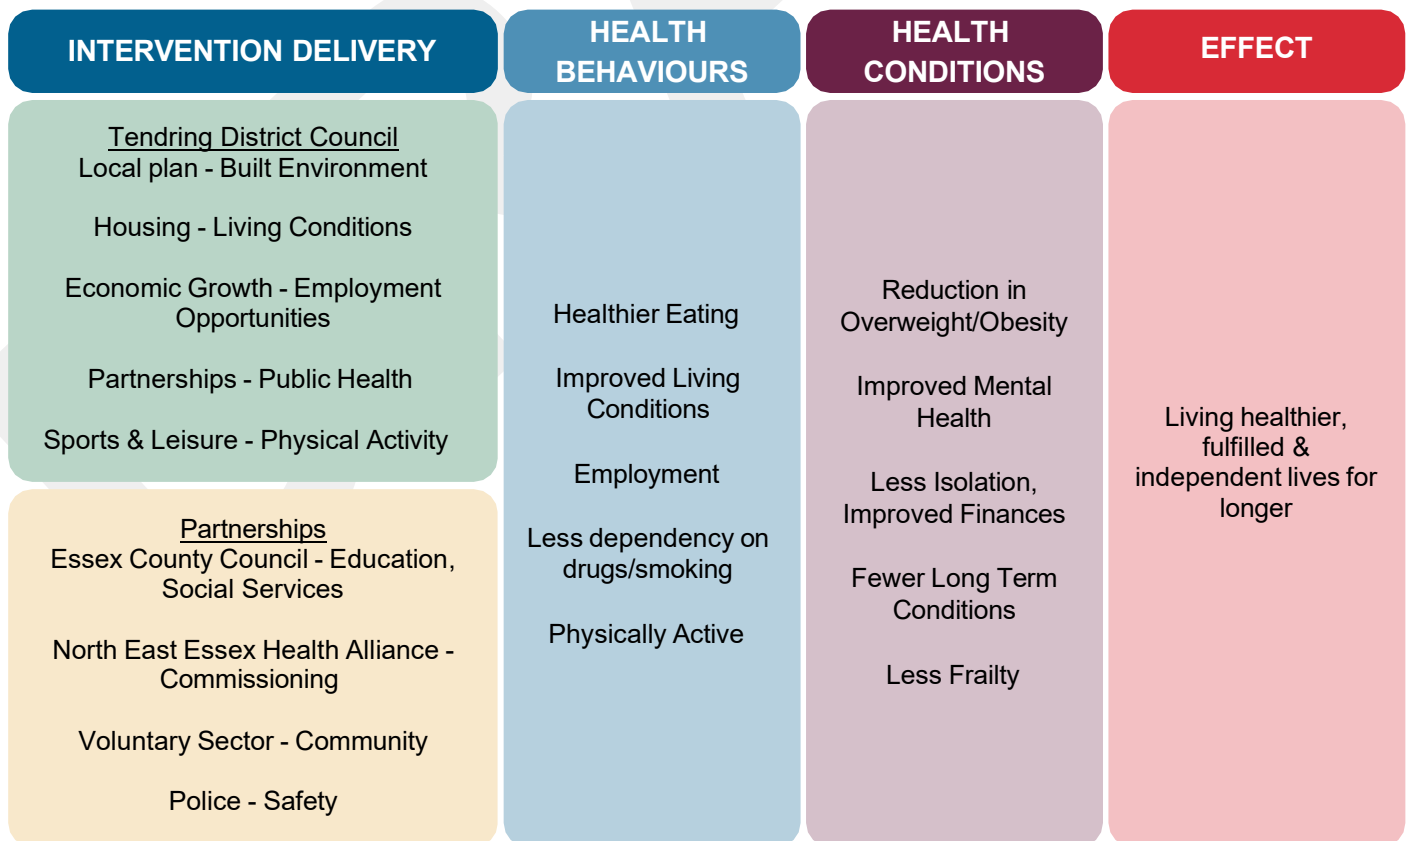 INTERVENTION DELIVERY
HEALTH
BEHAVIOURS
HEALTH
CONDITIONS
EFFECT
Tendring District Council
Local plan - Built Environment
Housing - Living Conditions
Economic Growth - Employment
Opportunities
Partnerships - Public Health
Sports & Leisure - Physical Activity
Partnerships
Essex County Council - Education,
Social Services
North East Essex Health Alliance -
Commissioning
Voluntary Sector - Community
Police - Safety
Healthier Eating
Improved Living
Conditions
Employment
Less dependency on
drugs/smoking
Physically Active
Reduction in
Overweight/Obesity
Improved Mental
Health
Less Isolation,
Improved Finances
Fewer Long Term
Conditions
Less Frailty
Living healthier,
fulfilled &
independent lives for
longer